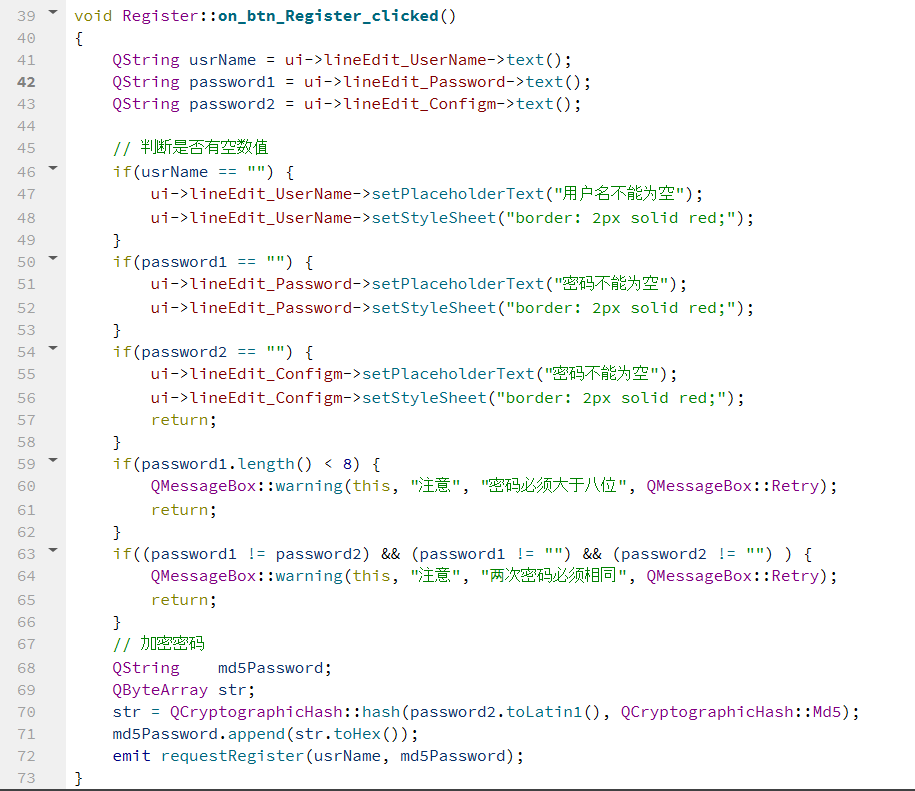 39 void Register::on_btn_Register_clicked()
40 {
41     QString usrName = ui->lineEdit_UserName->text();
42     QString password1 = ui->lineEdit_Password->text();
43     QString password2 = ui->lineEdit_Configm->text();
44
45     // 判断是否有空数值
46     if(usrName == "") {
47         ui->lineEdit_UserName->setPlaceholderText("用户名不能为空");
48         ui->lineEdit_UserName->setStyleSheet("border: 2px solid red;");
49     }
50     if(password1 == "") {
51         ui->lineEdit_Password->setPlaceholderText("密码不能为空");
52         ui->lineEdit_Password->setStyleSheet("border: 2px solid red;");
53     }
54     if(password2 == "") {
55         ui->lineEdit_Configm->setPlaceholderText("密码不能为空");
56         ui->lineEdit_Configm->setStyleSheet("border: 2px solid red;");
57         return;
58     }
59     if(password1.length() < 8) {
60         QMessageBox::warning(this, "注意", "密码必须大于八位", QMessageBox::Retry);
61         return;
62     }
63     if((password1 != password2) && (password1 != "") && (password2 != "") ) {
64         QMessageBox::warning(this, "注意", "两次密码必须相同", QMessageBox::Retry);
65         return;
66     }
67     // 加密密码
68     QString    md5Password;
69     QByteArray str;
70     str = QCryptographicHash::hash(password2.toLatin1(), QCryptographicHash::Md5);
71     md5Password.append(str.toHex());
72     emit requestRegister(usrName, md5Password);
73 }